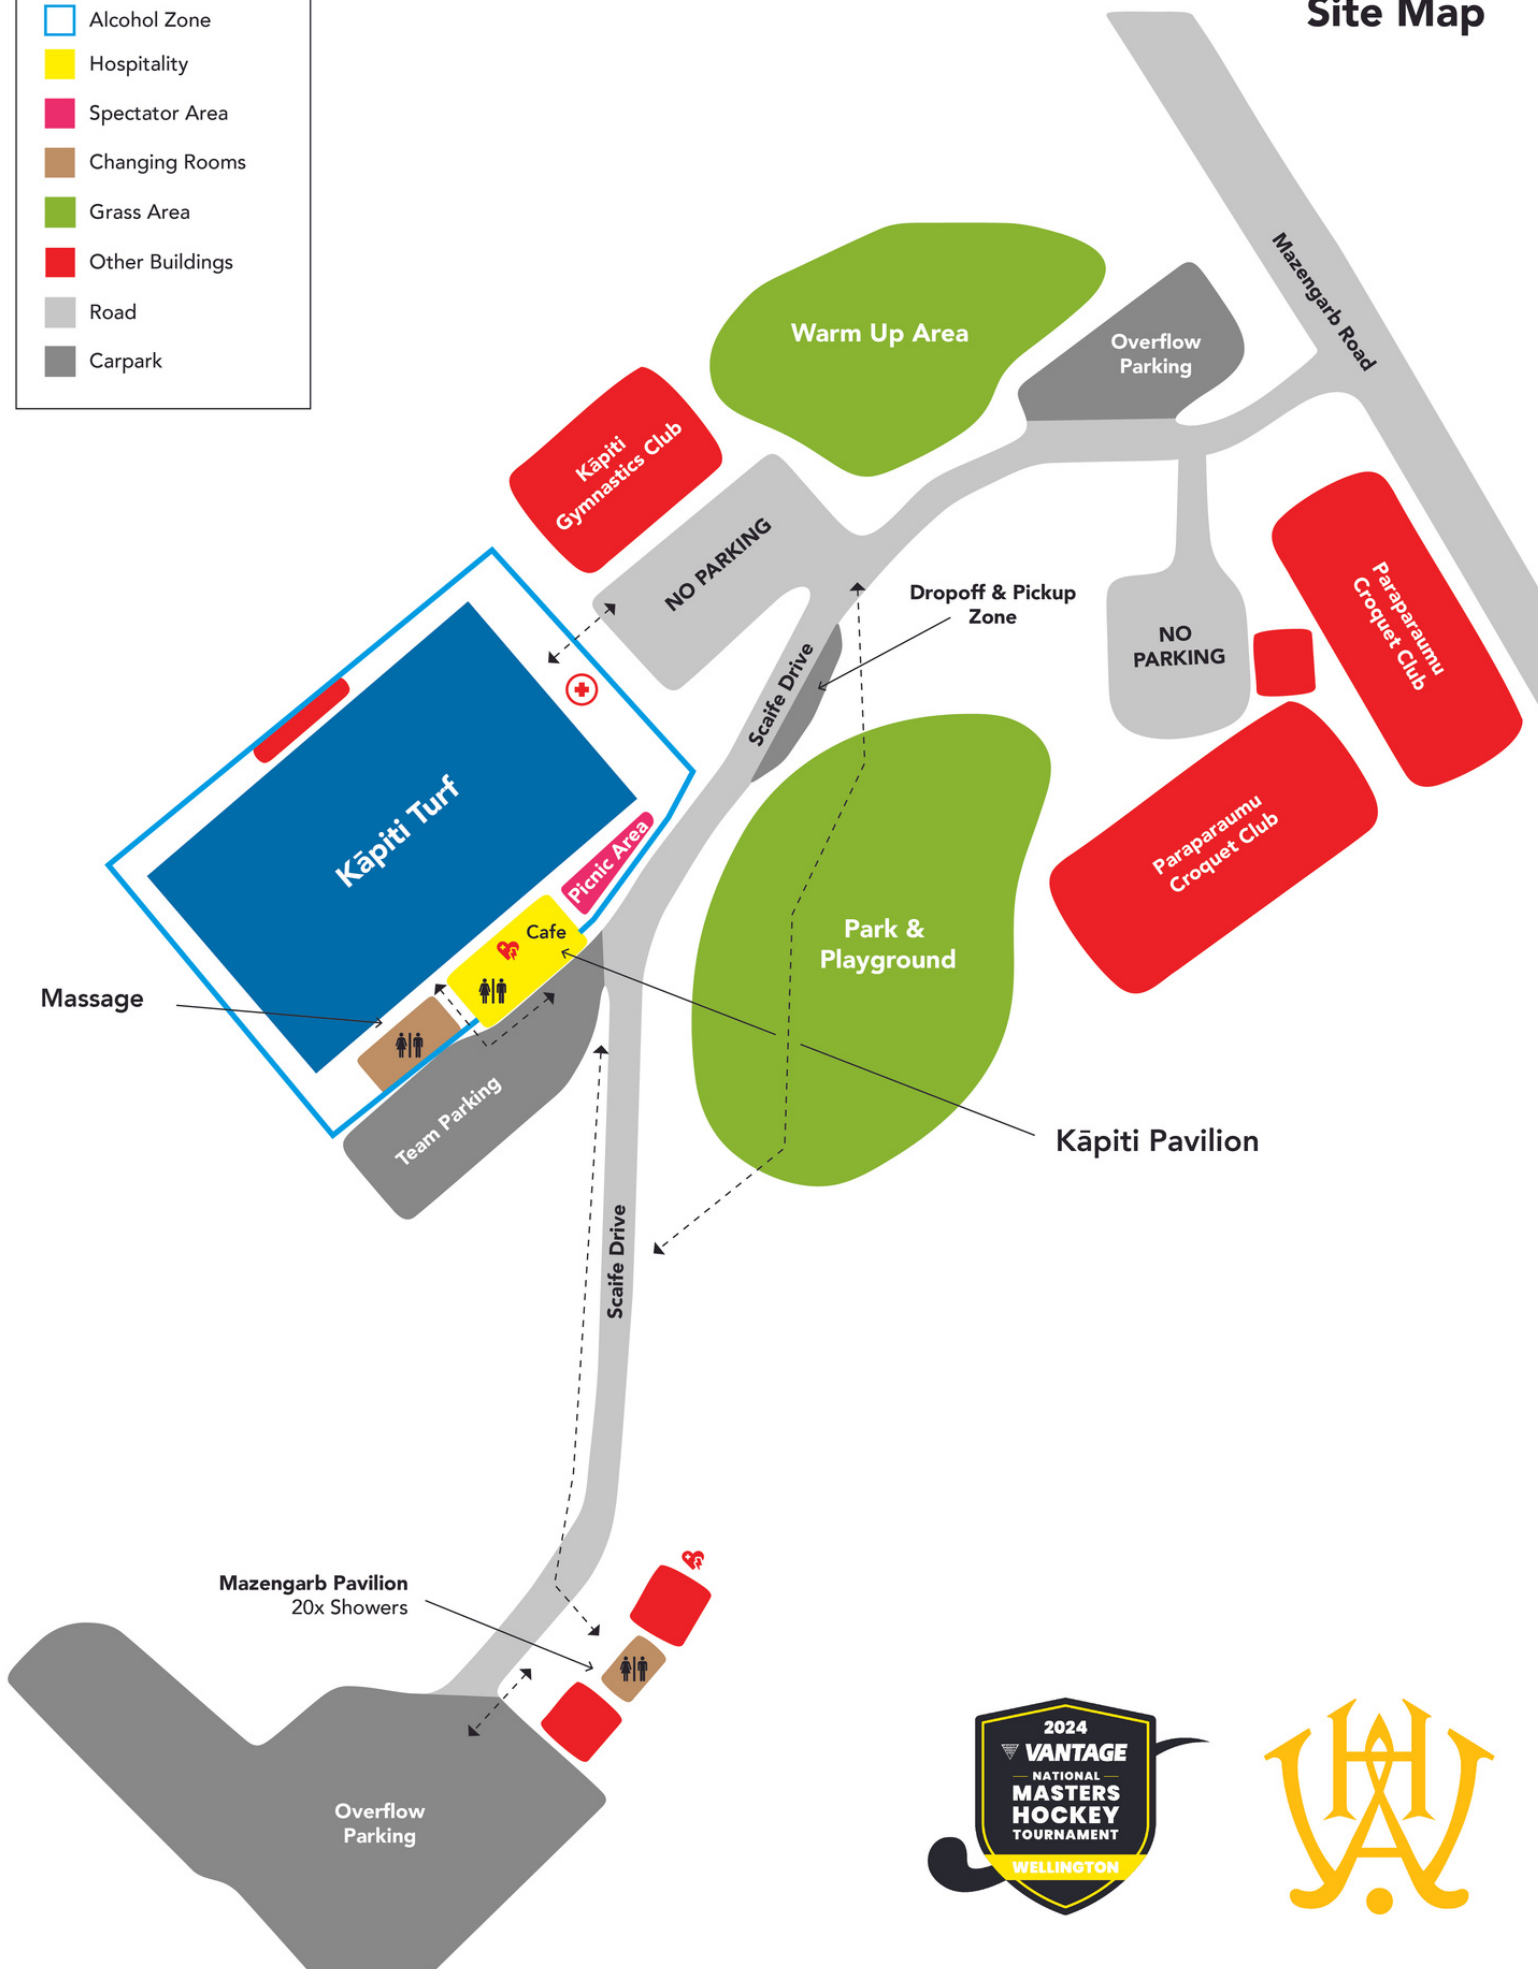 Site Map
Alcohol Zone
Hospitality
Spectator Area
Changing Rooms
Grass Area
Other Buildings
Road
Carpark
Mazengarb Road
Warm Up Area
Overflow
Parking
Kāpiti
Gymnastics Club
NO PARKING
Dropoff & Pickup
Zone
Scaife Drive
NO
PARKING
Paraparaumu
Croquet Club
Paraparaumu
Croquet Club
Kāpiti Turf
Picnic Area
Cafe
Park &
Playground
Massage
Team Parking
Kāpiti Pavilion
Scaife Drive
Mazengarb Pavilion
20x Showers
Overflow
Parking
2024
VANTAGE
NATIONAL
MASTERS
HOCKEY
TOURNAMENT
WELLINGTON
WHA